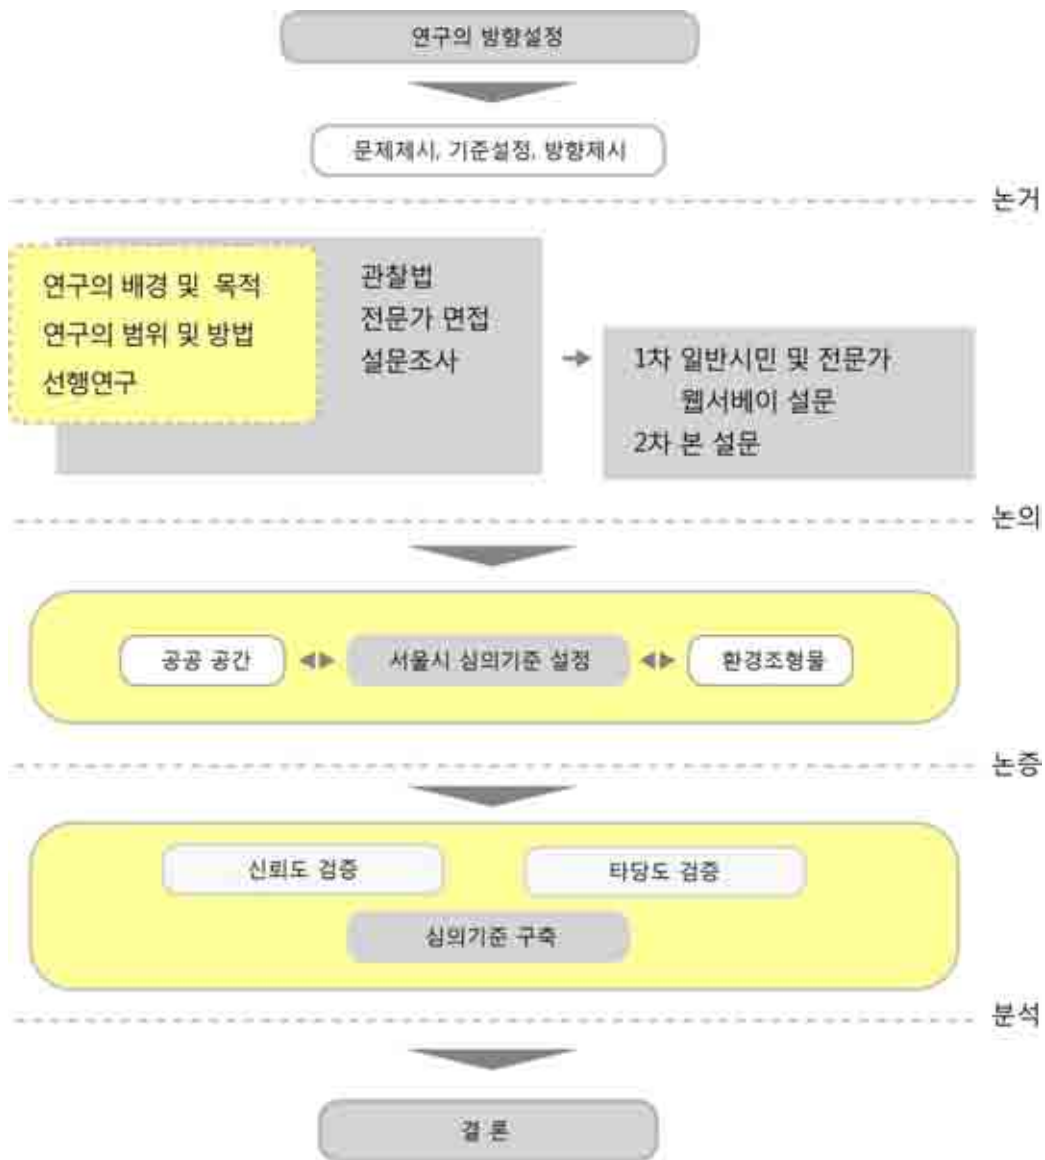 연구의 방향설정
문제제시, 기준설정, 방향제시
논거
연구의 배경 및 목적
연구의 범위 및 방법
선행연구
관찰법
전문가 면접
설문조사
1차 일반시민 및 전문가
웹서베이 설문
2차 본 설문
논의
공공 공간
서울시 심의기준 설정
환경조형물
논증
신뢰도 검증
타당도 검증
심의기준 구축
분석
결 론